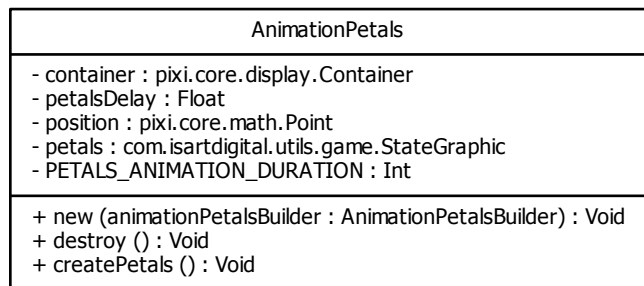 AnimationPetals
- container : pixi.core.display.Container
- petalsDelay : Float
- position : pixi.core.math.Point
- petals : com.isartdigital.utils.game.StateGraphic
- PETALS_ANIMATION_DURATION : Int
+ new (animationPetalsBuilder : AnimationPetalsBuilder) : Void
+ destroy () : Void
+ createPetals () : Void